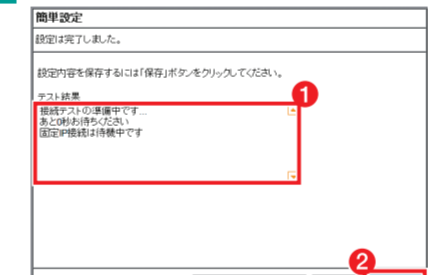 簡単設定
設定は完了しました。
設定内容を保存するには「保存」ボタンをクリックしてください。
テスト結果
1
接続テストの準備中です...
あと0秒お待ちください
固定IP接続は待機中です
2